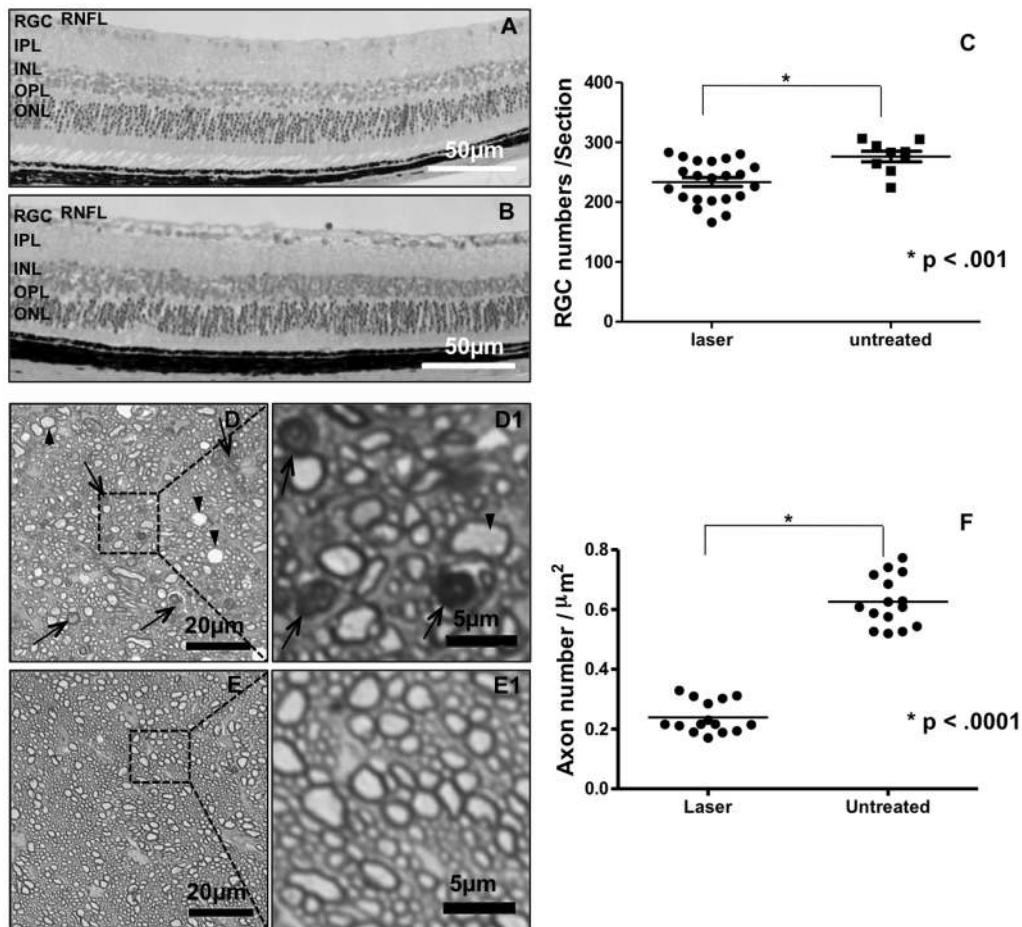 RGC RNFL
A
IPL
INL
OPL
ONL
50μm
RGC RNFL
B
IPL
INL
OPL
ONL
50μm
C
*
400
300
200
100
0
RGC numbers /Section
* p < .001
laser
untreated
D
20μm
D1
5μm
E
20μm
E1
5μm
F
*
0.8
0.6
0.4
0.2
0.0
Axon number / μm²
* p < .0001
Laser
Untreated